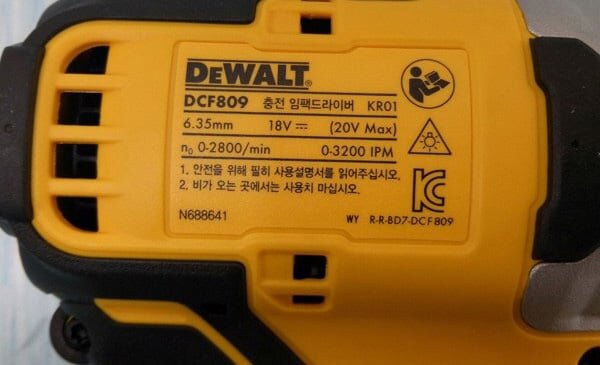 DEWALT®
DCF809 충전 임팩드라이버 KR01
6.35mm 18V ⎓ (20V Max)
n₀ 0-2800/min 0-3200 IPM
1. 안전을 위해 필히 사용설명서를 읽어주십시오.
2. 비가 오는 곳에서는 사용치 마십시오.
KC
N688641 WY R-R-BD7-DCF809